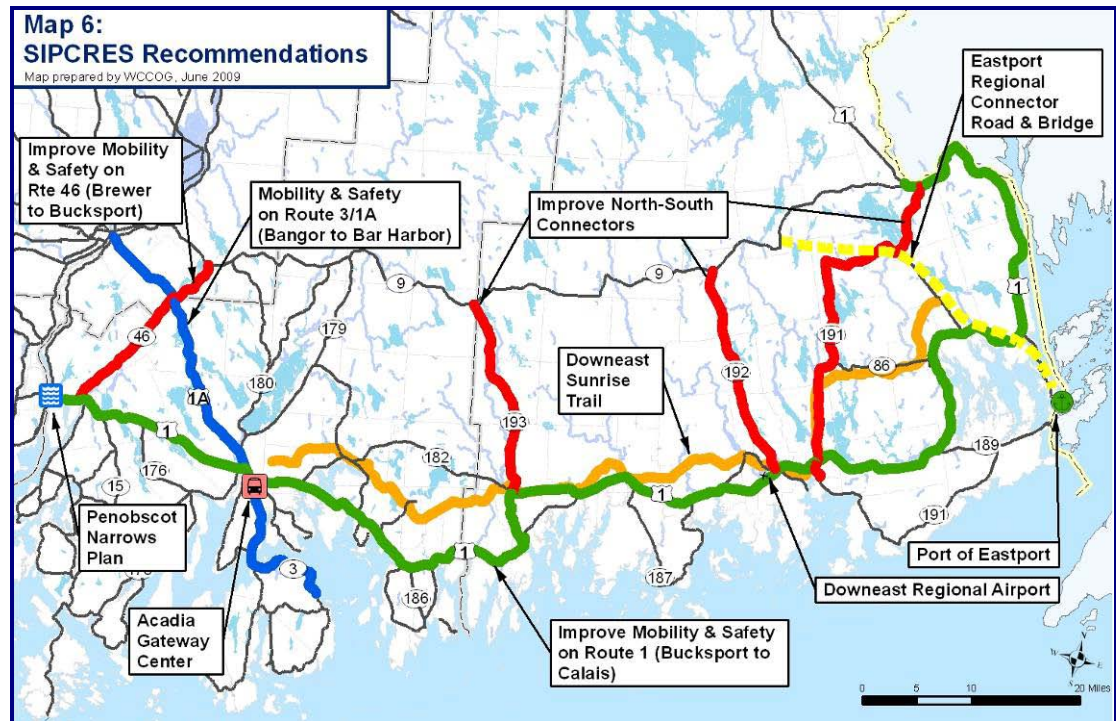 Map 6:
SIPCRES Recommendations
Map prepared by WCCOG, June 2009
Eastport
Regional
Connector
Road & Bridge
Improve Mobility
& Safety on
Rte 46 (Brewer
to Bucksport)
Mobility & Safety
on Route 3/1A
(Bangor to Bar Harbor)
Improve North-South
Connectors
1
9
9
1
46
179
191
180
Downeast
Sunrise
Trail
86
192
1A
193
1
182
189
176
15
1
191
Penobscot
Narrows
Plan
Port of Eastport
1
3
187
Downeast Regional Airport
186
Acadia
Gateway
Center
Improve Mobility & Safety
on Route 1 (Bucksport to
Calais)
N
W
E
S
0 5 10 20 Miles